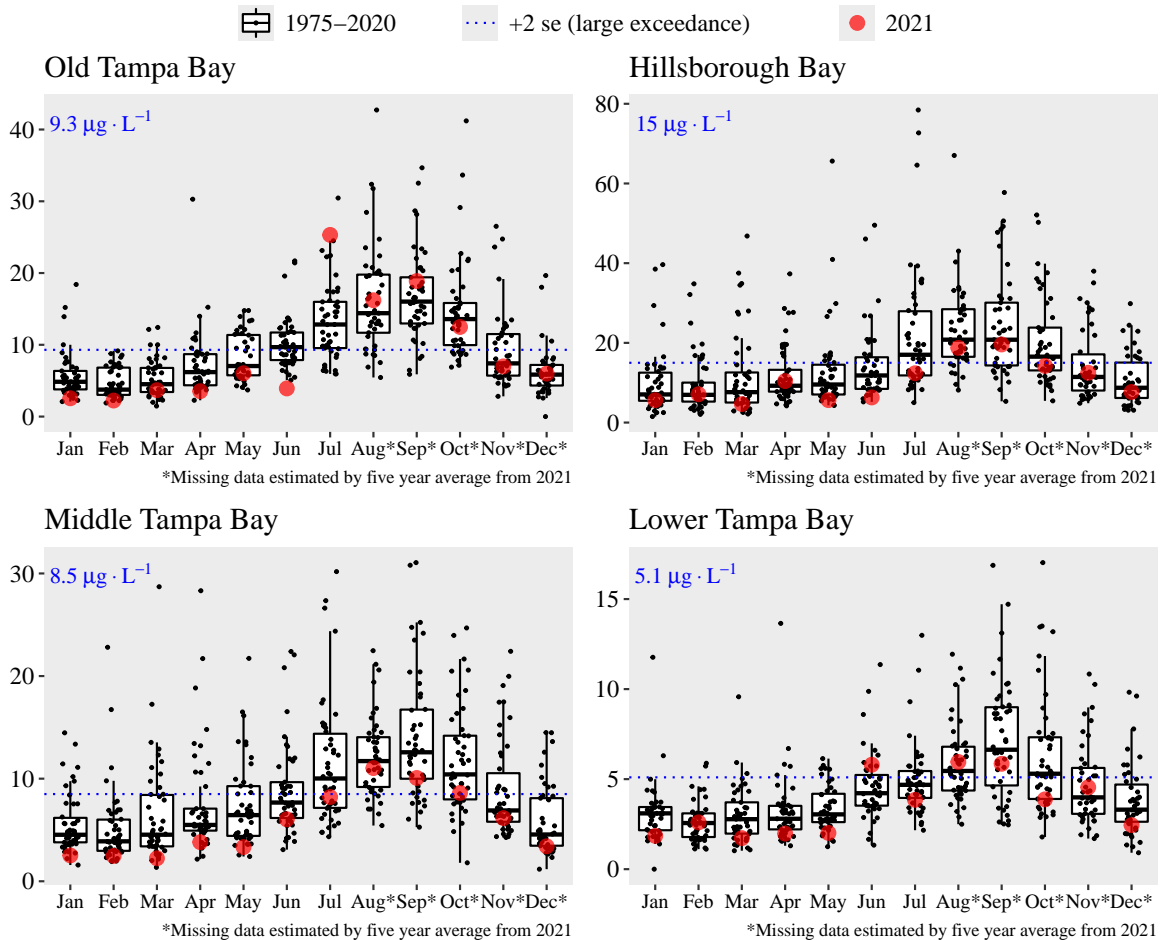 1975–2020 +2 se (large exceedance) 2021
Old Tampa Bay
9.3 μg · L⁻¹
40
30
20
10
0
Jan Feb Mar Apr May Jun Jul Aug* Sep* Oct* Nov* Dec*
*Missing data estimated by five year average from 2021
Hillsborough Bay
15 μg · L⁻¹
80
60
40
20
0
Jan Feb Mar Apr May Jun Jul Aug* Sep* Oct* Nov* Dec*
*Missing data estimated by five year average from 2021
Middle Tampa Bay
8.5 μg · L⁻¹
30
20
10
0
Jan Feb Mar Apr May Jun Jul Aug* Sep* Oct* Nov* Dec*
*Missing data estimated by five year average from 2021
Lower Tampa Bay
5.1 μg · L⁻¹
15
10
5
0
Jan Feb Mar Apr May Jun Jul Aug* Sep* Oct* Nov* Dec*
*Missing data estimated by five year average from 2021